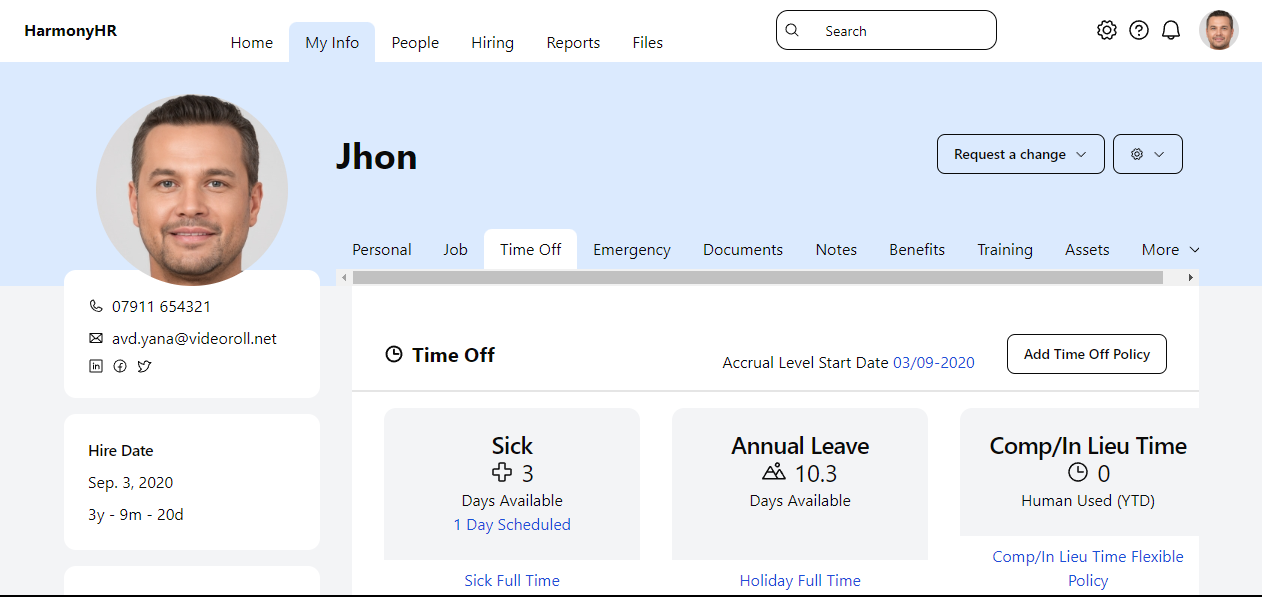 HarmonyHR
Home My Info People Hiring Reports Files
Search
Jhon
Request a change
Personal Job Time Off Emergency Documents Notes Benefits Training Assets More
07911 654321
avd.yana@videoroll.net
Hire Date
Sep. 3, 2020
3y - 9m - 20d
Time Off
Accrual Level Start Date 03/09-2020
Add Time Off Policy
Sick
3
Days Available
1 Day Scheduled
Sick Full Time
Annual Leave
10.3
Days Available
Holiday Full Time
Comp/In Lieu Time
0
Human Used (YTD)
Comp/In Lieu Time Flexible
Policy